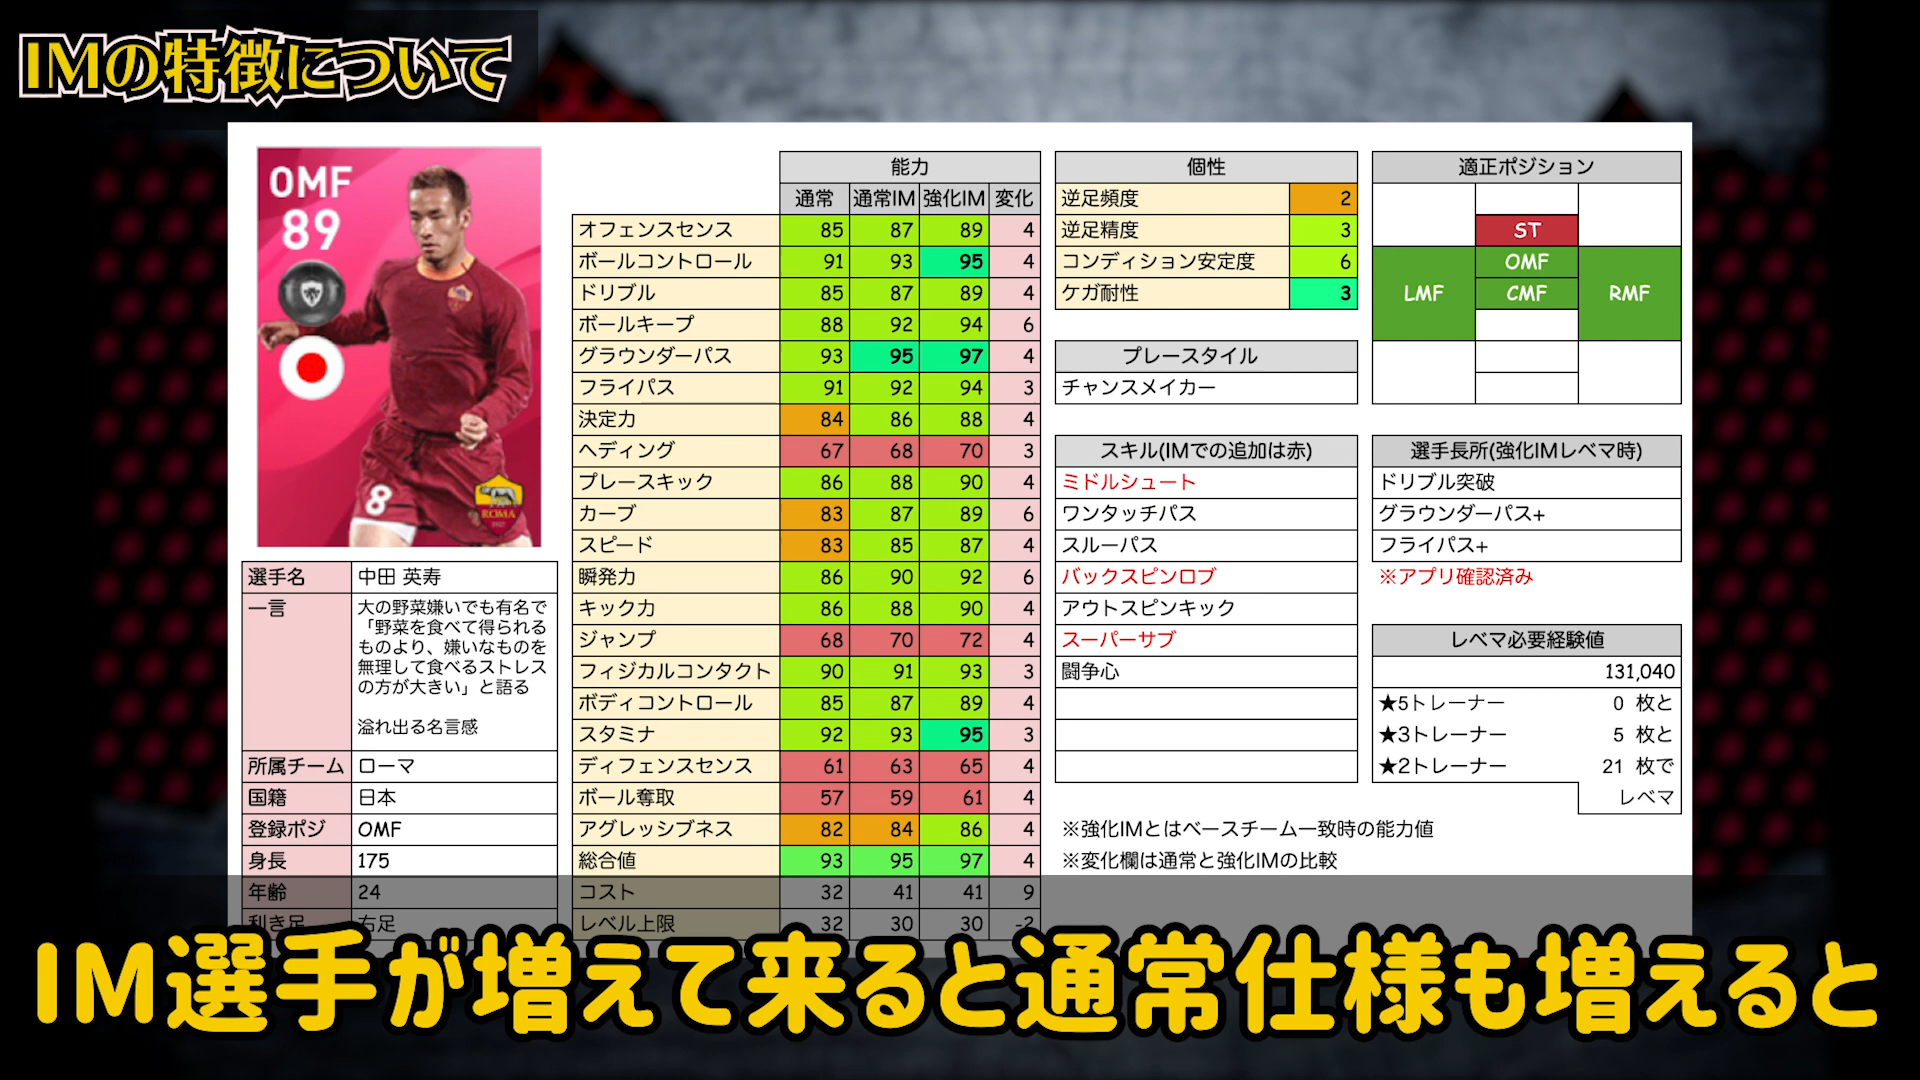 IMの特徴について
OMF
89
8
ROMA
1927
選手名 中田 英寿
一言 大の野菜嫌いでも有名で
「野菜を食べて得られる
ものより、嫌いなものを
無理して食べるストレス
の方が大きい」と語る
溢れ出る名言感
所属チーム ローマ
国籍 日本
登録ポジ OMF
身長 175
年齢 24
利き足 右足
能力
通常 通常IM 強化IM 変化
オフェンスセンス 85 87 89 4
ボールコントロール 91 93 95 4
ドリブル 85 87 89 4
ボールキープ 88 92 94 6
グラウンダーパス 93 95 97 4
フライパス 91 92 94 3
決定力 84 86 88 4
ヘディング 67 68 70 3
プレースキック 86 88 90 4
カーブ 83 87 89 6
スピード 83 85 87 4
瞬発力 86 90 92 6
キック力 86 88 90 4
ジャンプ 68 70 72 4
フィジカルコンタクト 90 91 93 3
ボディコントロール 85 87 89 4
スタミナ 92 93 95 3
ディフェンスセンス 61 63 65 4
ボール奪取 57 59 61 4
アグレッシブネス 82 84 86 4
総合値 93 95 97 4
コスト 32 41 41 9
レベル上限 32 30 30 -2
個性
逆足頻度 2
逆足精度 3
コンディション安定度 6
ケガ耐性 3
プレースタイル
チャンスメイカー
スキル(IMでの追加は赤)
ミドルシュート
ワンタッチパス
スルーパス
バックスピンロブ
アウトスピンキック
スーパーサブ
闘争心
※強化IMとはベースチーム一致時の能力値
※変化欄は通常と強化IMの比較
適正ポジション
ST
OMF
LMF CMF RMF
選手長所(強化IMレベマ時)
ドリブル突破
グラウンダーパス+
フライパス+
※アプリ確認済み
レベマ必要経験値
131,040
★5トレーナー 0 枚と
★3トレーナー 5 枚と
★2トレーナー 21 枚で
レベマ
IM選手が増えて来ると通常仕様も増えると